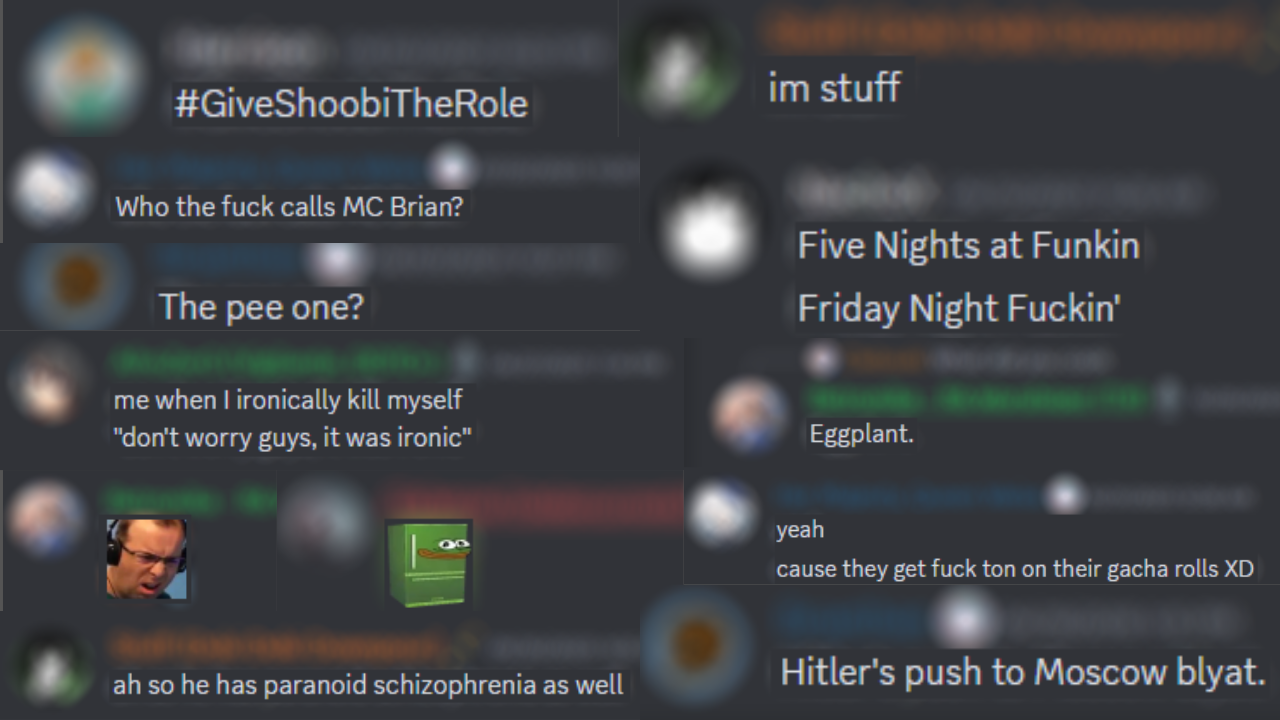 #GiveShoobiTheRole
Who the fuck calls MC Brian?
The pee one?
me when I ironically kill myself
"don't worry guys, it was ironic"
ah so he has paranoid schizophrenia as well
im stuff
Five Nights at Funkin
Friday Night Fuckin'
Eggplant.
yeah
cause they get fuck ton on their gacha rolls XD
Hitler's push to Moscow blyat.